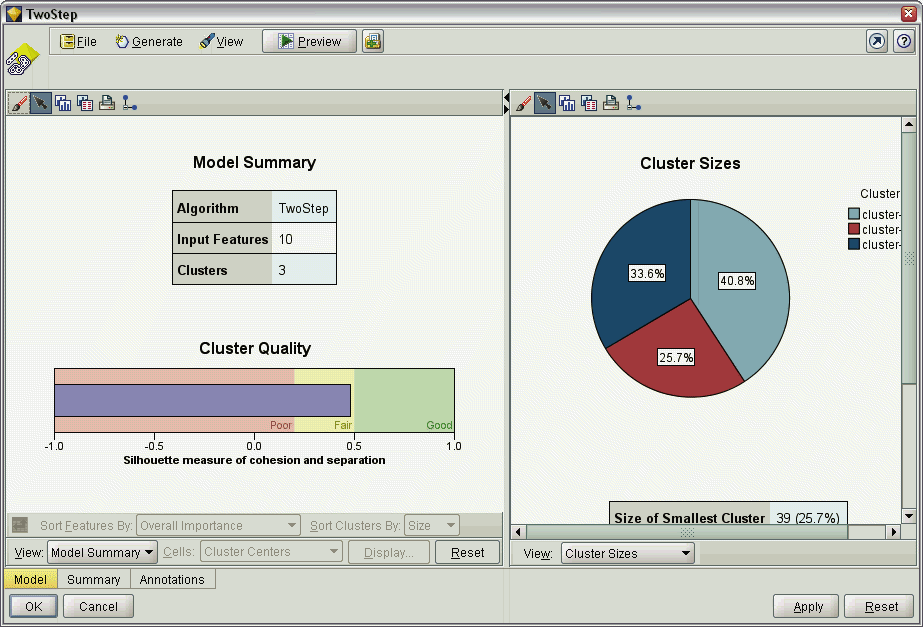 TwoStep
File Generate View Preview
Model Summary
Algorithm TwoStep
Input Features 10
Clusters 3
Cluster Quality
Poor Fair Good
-1.0 -0.5 0.0 0.5 1.0
Silhouette measure of cohesion and separation
Sort Features By: Overall Importance Sort Clusters By: Size
View: Model Summary Cells: Cluster Centers Display... Reset
Cluster Sizes
33.6%
40.8%
25.7%
Cluster
cluster-
cluster-
cluster-
Size of Smallest Cluster 39 (25.7%)
View: Cluster Sizes
Model Summary Annotations
OK Cancel Apply Reset